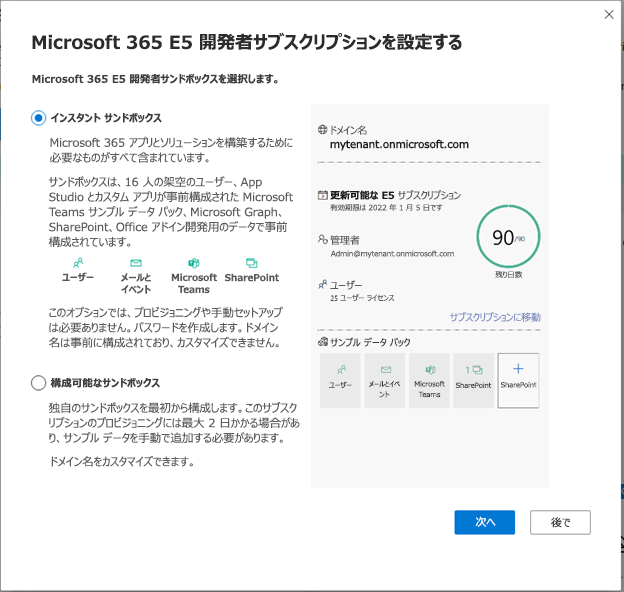 Microsoft 365 E5 開発者サブスクリプションを設定する
Microsoft 365 E5 開発者サンドボックスを選択します。
インスタント サンドボックス
Microsoft 365 アプリとソリューションを構築するために
必要なものがすべて含まれています。
サンドボックスは、16 人の架空のユーザー、App
Studio とカスタム アプリが事前構成された Microsoft
Teams サンプル データ パック、Microsoft Graph、
SharePoint、Office アドイン開発用のデータで事前
構成されています。
ユーザー
メールと
イベント
Microsoft
Teams
SharePoint
このオプションでは、プロビジョニングや手動セットアップ
は必要ありません。パスワードを作成します。ドメイン
名は事前に構成されており、カスタマイズできません。
構成可能なサンドボックス
独自のサンドボックスを最初から構成します。このサブスク
リプションのプロビジョニングには最大 2 日かかる場合があ
り、サンプル データを手動で追加する必要があります。
ドメイン名をカスタマイズできます。
ドメイン名
mytenant.onmicrosoft.com
更新可能な E5 サブスクリプション
有効期限は 2022 年 1 月 5 日です
管理者
Admin@mytenant.onmicrosoft.com
90/90
残り日数
ユーザー
25 ユーザー ライセンス
サブスクリプションに移動
サンプル データ パック
ユーザー
メールとイベ
ント
Microsoft
Teams
1
SharePoint
SharePoint
次へ
後で